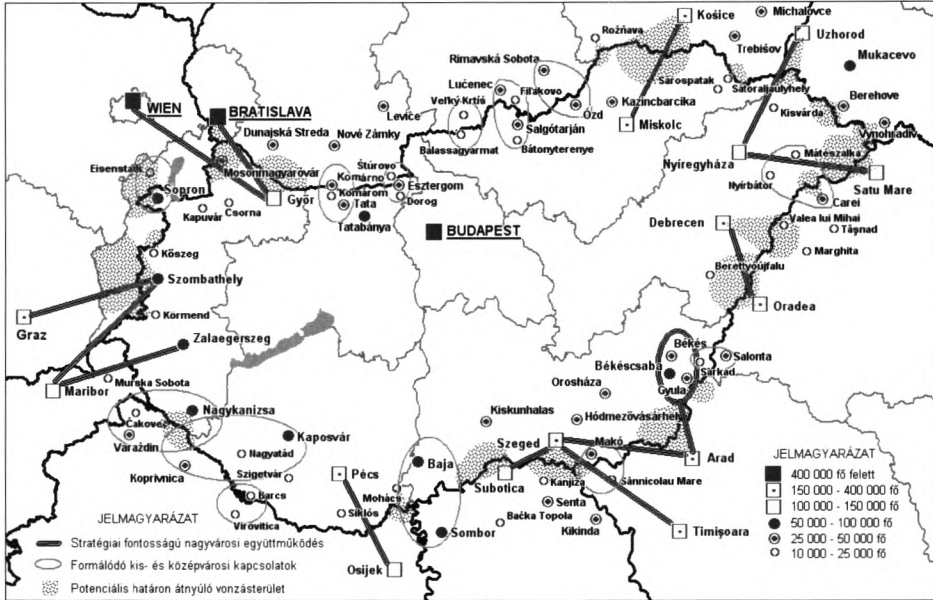 Košice
Michalovce
Rožňava
Uzhorod
Trebišov
Rimavská Sobota
Mukacevo
WIEN
BRATISLAVA
Lučenec
Fiľakovo
Sárospatak
Sátoraljaújhely
Veľký Krtíš
Kazincbarcika
Kisvárda
Berehove
Levice
Ózd
Dunajská Streda
Nové Zámky
Salgótarján
Miskolc
Vynohradiv
Balassagyarmat
Bátonyterenye
Eisenstadt
Mosonmagyaróvár
Štúrovo
Nyíregyháza
Mátészalka
Komárno
Esztergom
Satu Mare
Sopron
Komárom
Nyírbátor
Győr
Tata
Dorog
Carei
Kapuvár
Csorna
Debrecen
Valea lui Mihai
Tatabánya
BUDAPEST
Tășnad
Kőszeg
Marghita
Berettyóújfalu
Szombathely
Körmend
Oradea
Graz
Zalaegerszeg
Békés
Békéscsaba
Salonta
Sarkad
Murska Sobota
Gyula
Maribor
Orosháza
Nagykanizsa
Kiskunhalas
Hódmezővásárhely
Čakovec
Kaposvár
Varaždin
Szeged
Makó
Nagyatád
Baja
Arad
Koprivnica
Szigetvár
Pécs
Subotica
Kanjiža
Sânnicolau Mare
Barcs
Mohács
Senta
Siklós
Bačka Topola
Virovitica
Sombor
Kikinda
Timișoara
Osijek
JELMAGYARÁZAT
Stratégiai fontosságú nagyvárosi együttműködés
Formálódó kis- és középvárosi kapcsolatok
Potenciális határon átnyúló vonzásterület
JELMAGYARÁZAT
400 000 fő felett
150 000 - 400 000 fő
100 000 - 150 000 fő
50 000 - 100 000 fő
25 000 - 50 000 fő
10 000 - 25 000 fő